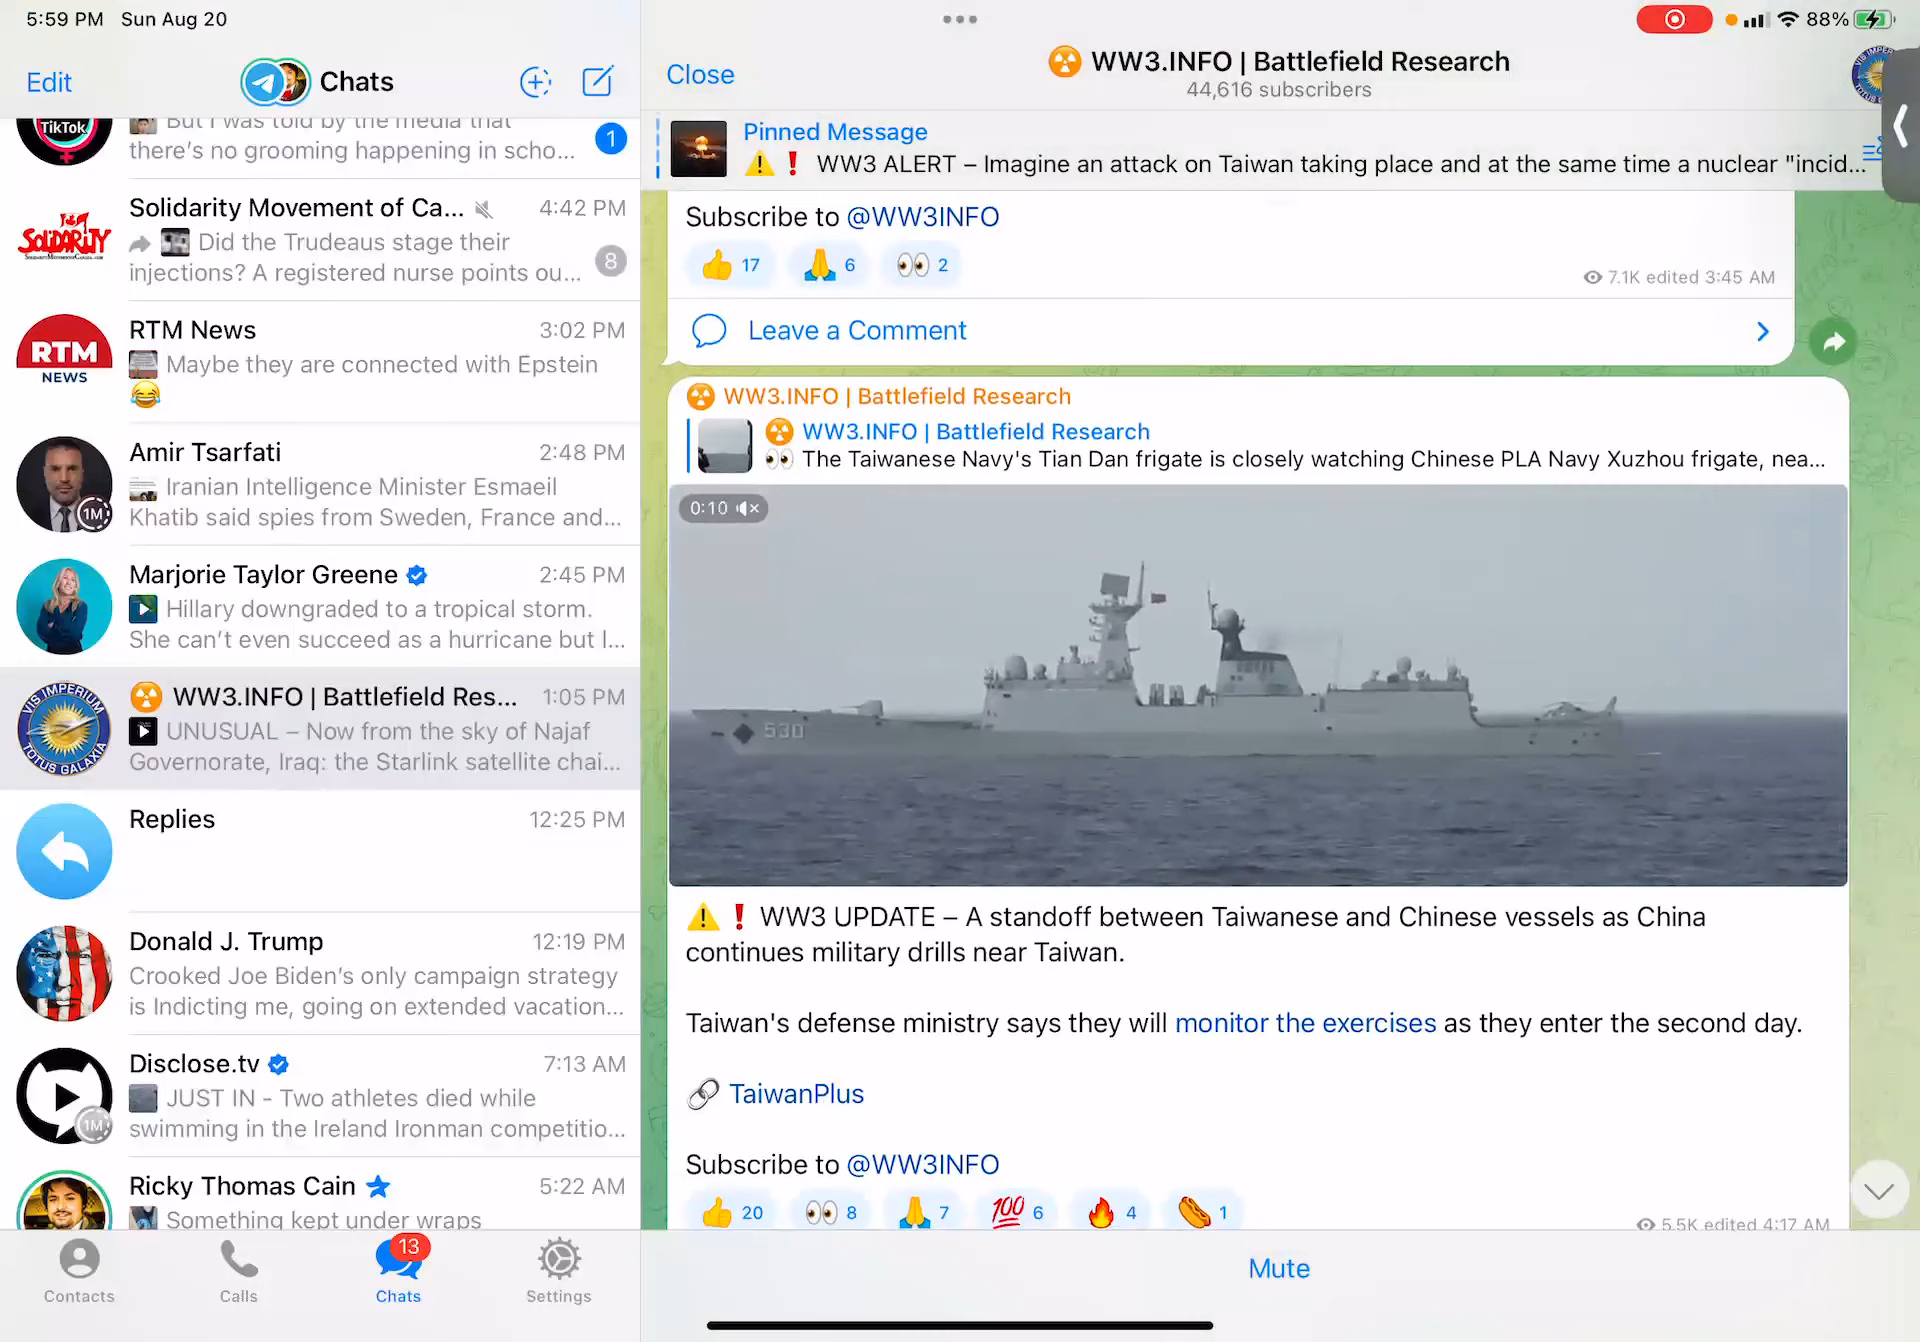 5:59 PM Sun Aug 20
88%
Edit
Chats
TikTok
But I was told by the media that
there's no grooming happening in scho...
1
Solidarity Movement of Ca...
4:42 PM
SOLIDARITY
Did the Trudeaus stage their
injections? A registered nurse points ou...
8
RTM News
3:02 PM
RTM
NEWS
Maybe they are connected with Epstein
😂
Amir Tsarfati
2:48 PM
Iranian Intelligence Minister Esmaeil
Khatib said spies from Sweden, France and...
1M
Marjorie Taylor Greene
2:45 PM
Hillary downgraded to a tropical storm.
She can't even succeed as a hurricane but I...
☢️ WW3.INFO | Battlefield Res...
1:05 PM
VIS IMPERIUM
TOTUS GALAXIA
UNUSUAL – Now from the sky of Najaf
Governorate, Iraq: the Starlink satellite chai...
Replies
12:25 PM
Donald J. Trump
12:19 PM
Crooked Joe Biden's only campaign strategy
is Indicting me, going on extended vacation...
Disclose.tv
7:13 AM
JUST IN - Two athletes died while
swimming in the Ireland Ironman competitio...
1M
Ricky Thomas Cain
5:22 AM
Something kept under wraps
Contacts
Calls
13
Chats
Settings
Close
☢️ WW3.INFO | Battlefield Research
44,616 subscribers
Pinned Message
⚠️❗ WW3 ALERT – Imagine an attack on Taiwan taking place and at the same time a nuclear "incid...
Subscribe to @WW3INFO
👍 17 🙏 6 👀 2
7.1K edited 3:45 AM
Leave a Comment
☢️ WW3.INFO | Battlefield Research
☢️ WW3.INFO | Battlefield Research
👀 The Taiwanese Navy's Tian Dan frigate is closely watching Chinese PLA Navy Xuzhou frigate, nea...
0:10
530
⚠️❗ WW3 UPDATE – A standoff between Taiwanese and Chinese vessels as China
continues military drills near Taiwan.
Taiwan's defense ministry says they will monitor the exercises as they enter the second day.
🔗 TaiwanPlus
Subscribe to @WW3INFO
👍 20 👀 8 🙏 7 💯 6 🔥 4 🌭 1
5.5K edited 4:17 AM
Mute